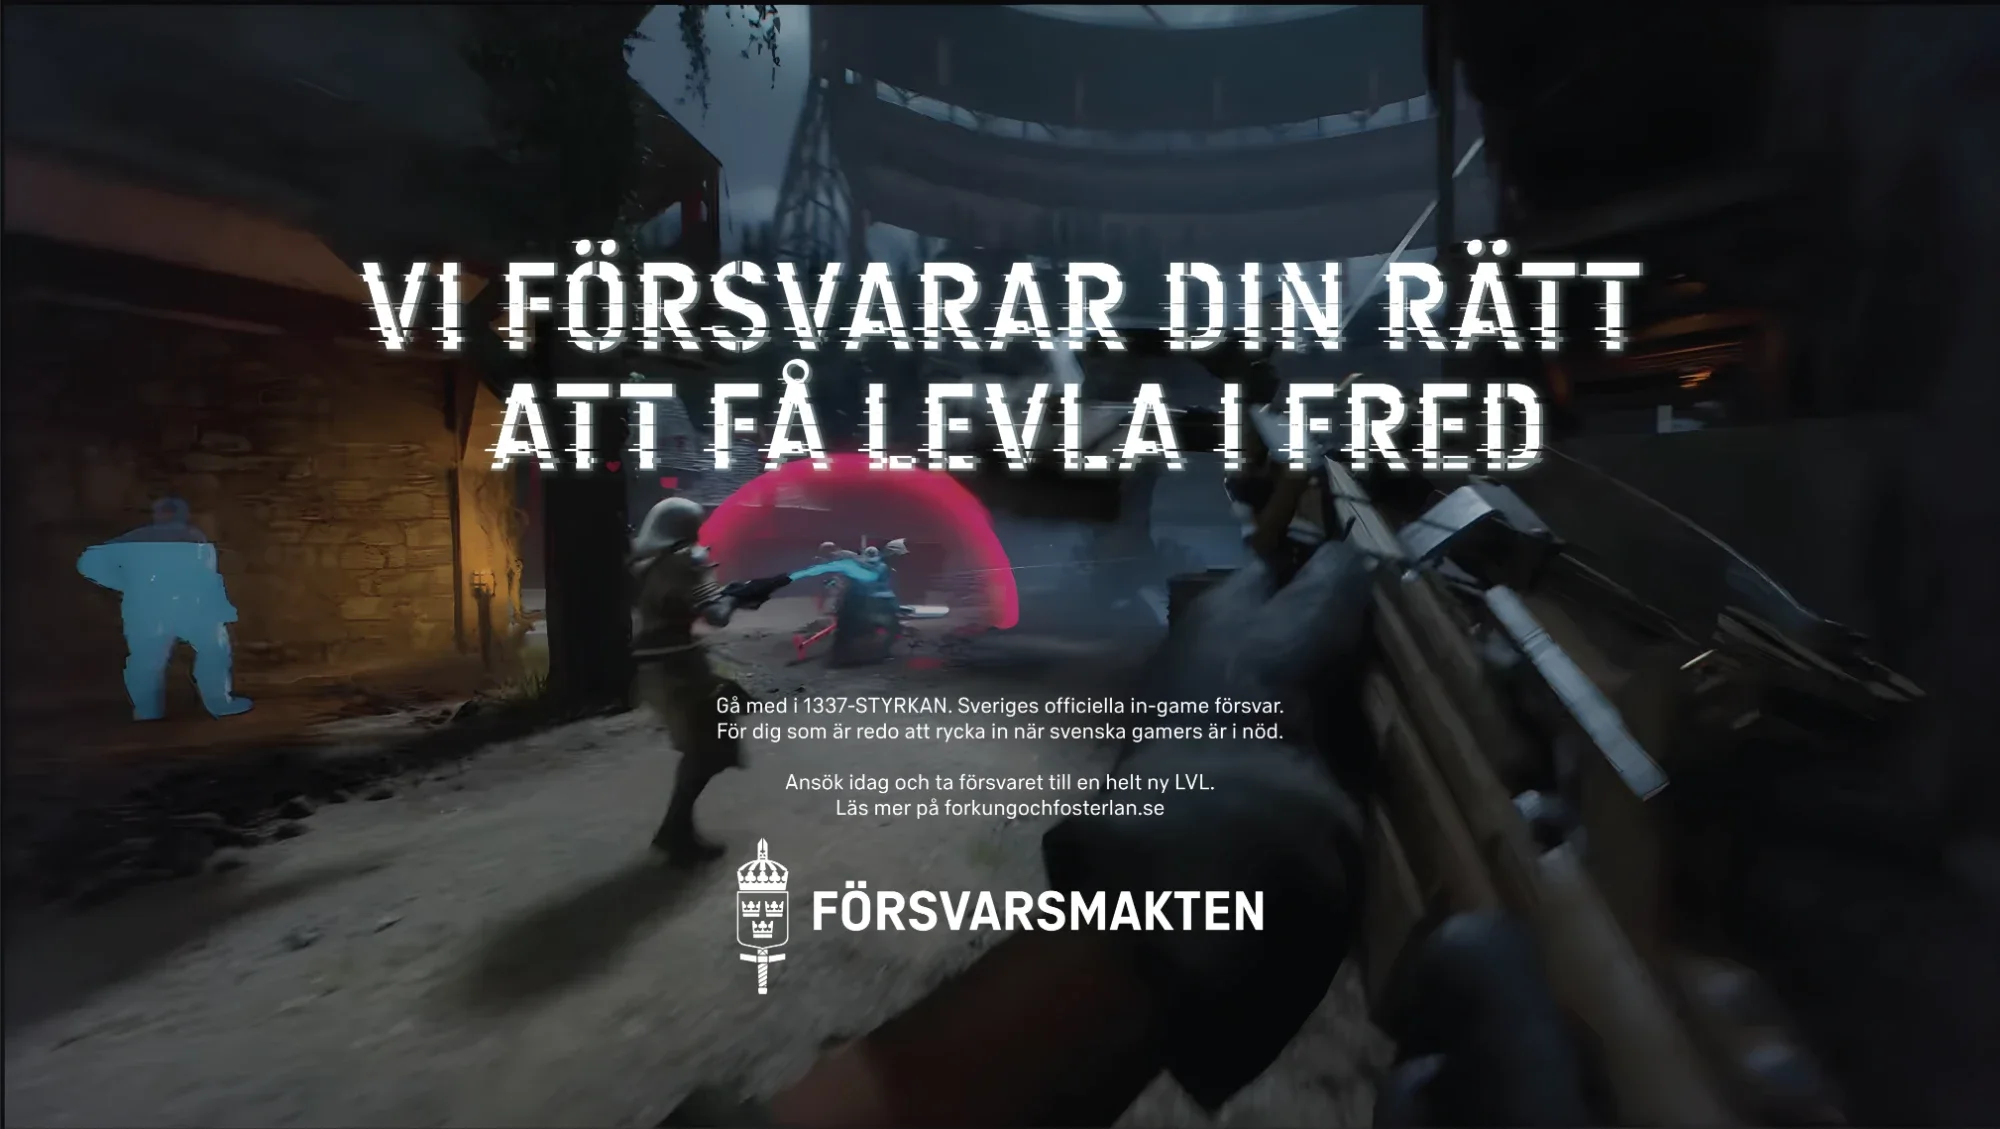 VI FÖRSVARAR DIN RÄTT
ATT FÅ LEVLA I FRED
Gå med i 1337-STYRKAN. Sveriges officiella in-game försvar.
För dig som är redo att rycka in när svenska gamers är i nöd.
Ansök idag och ta försvaret till en helt ny LVL.
Läs mer på forkungochfosterlan.se
FÖRSVARSMAKTEN